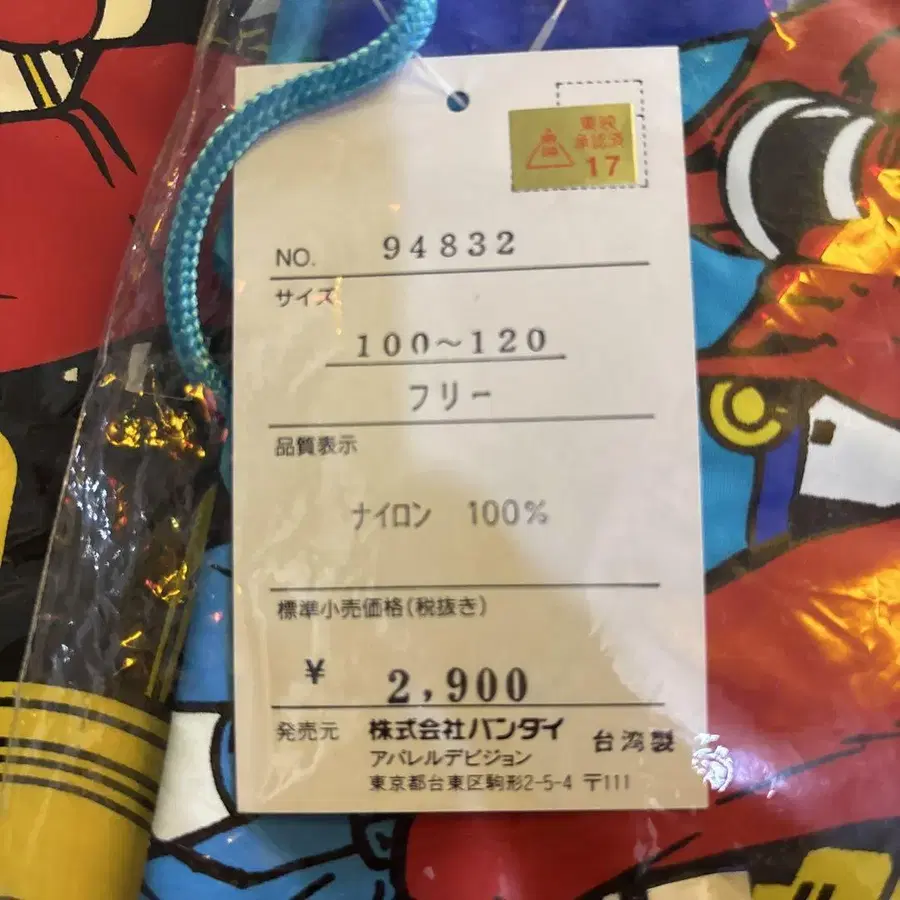 東映
承認済
17
NO. 94832
サイズ
100～120
フリー
品質表示
ナイロン 100%
標準小売価格(税抜き)
¥ 2,900
発売元 株式会社バンダイ
アパレルデビジョン
東京都台東区駒形2-5-4 〒111
台湾製